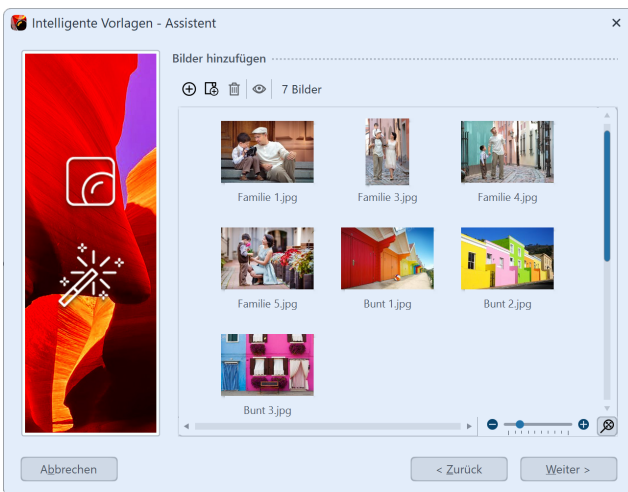 Intelligente Vorlagen - Assistent
Bilder hinzufügen
7 Bilder
Familie 1.jpg
Familie 3.jpg
Familie 4.jpg
Familie 5.jpg
Bunt 1.jpg
Bunt 2.jpg
Bunt 3.jpg
Abbrechen
< Zurück
Weiter >